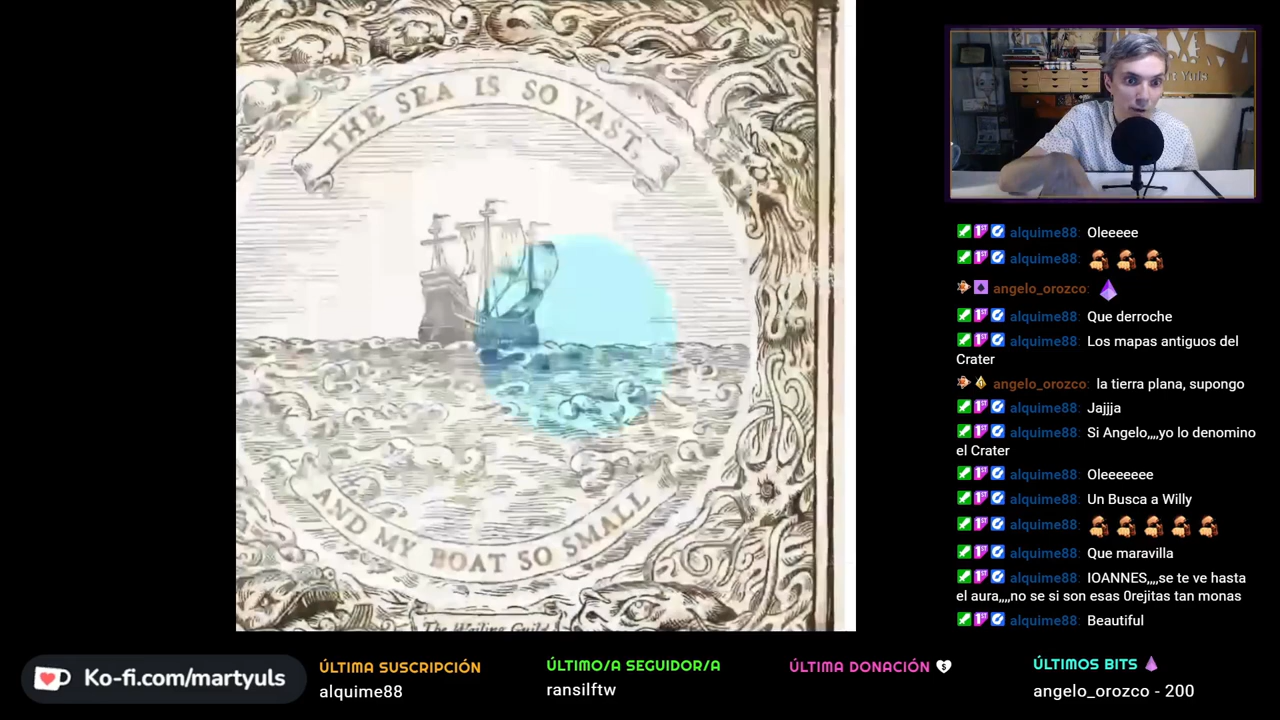 THE SEA IS SO VAST,
AND MY BOAT SO SMALL
The Wailing Guild
alquime88: Oleeeee
alquime88:
angelo_orozco:
alquime88: Que derroche
alquime88: Los mapas antiguos del
Crater
angelo_orozco: la tierra plana, supongo
alquime88: Jajjja
alquime88: Si Angelo,,,,yo lo denomino
el Crater
alquime88: Oleeeeeee
alquime88: Un Busca a Willy
alquime88:
alquime88: Que maravilla
alquime88: IOANNES,,,,se te ve hasta
el aura,,,,no se si son esas 0rejitas tan monas
alquime88: Beautiful
Ko-fi.com/martyuls
ÚLTIMA SUSCRIPCIÓN
alquime88
ÚLTIMO/A SEGUIDOR/A
ransilftw
ÚLTIMA DONACIÓN
ÚLTIMOS BITS
angelo_orozco - 200